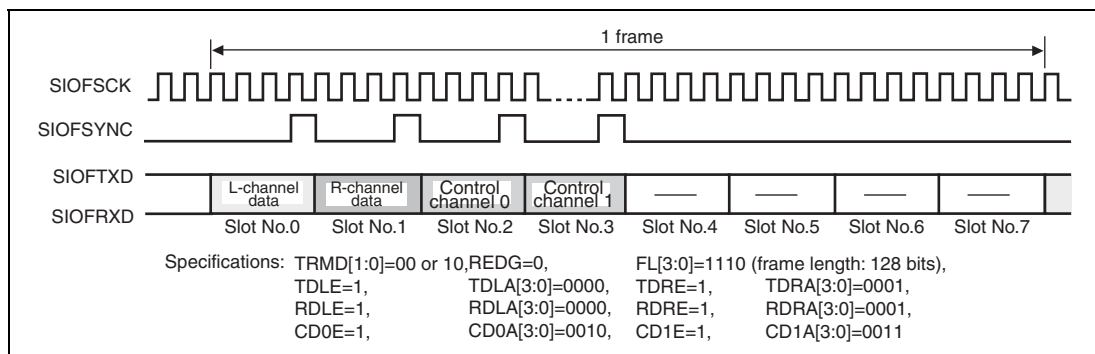 1 frame
SIOFSCK
SIOFSYNC
SIOFTXD
SIOFRXD
L-channel data
R-channel data
Control channel 0
Control channel 1
Slot No.0 Slot No.1 Slot No.2 Slot No.3 Slot No.4 Slot No.5 Slot No.6 Slot No.7
Specifications: TRMD[1:0]=00 or 10,REDG=0, FL[3:0]=1110 (frame length: 128 bits),
TDLE=1, TDLA[3:0]=0000, TDRE=1, TDRA[3:0]=0001,
RDLE=1, RDLA[3:0]=0000, RDRE=1, RDRA[3:0]=0001,
CD0E=1, CD0A[3:0]=0010, CD1E=1, CD1A[3:0]=0011